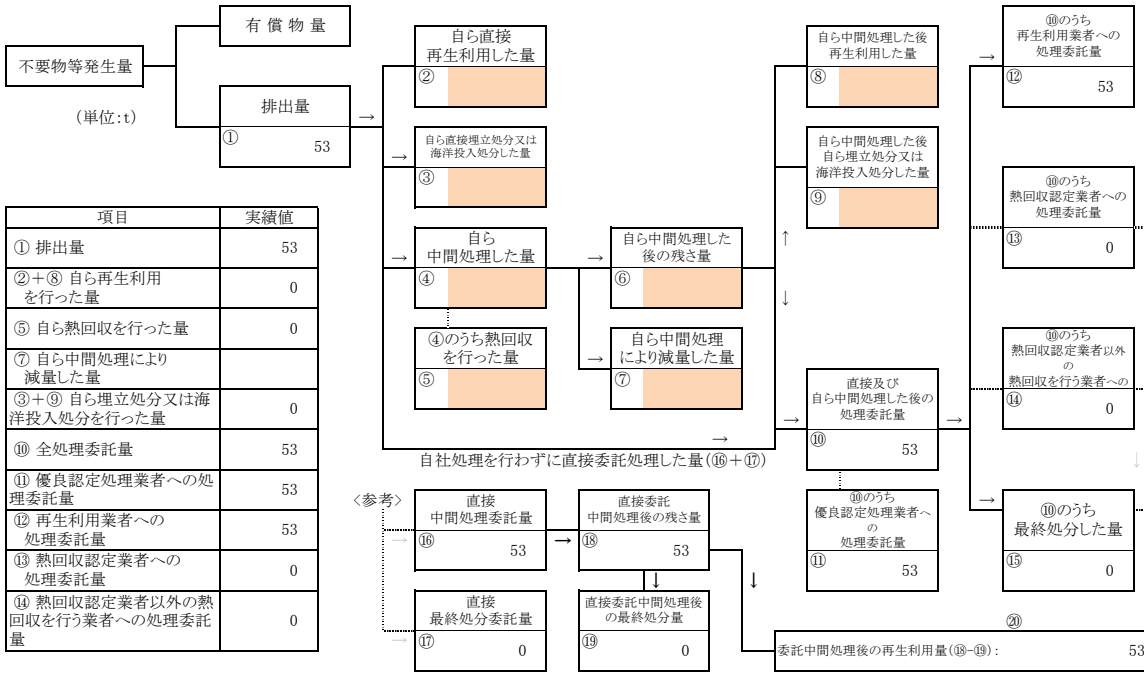 有 償 物 量
不要物等発生量
(単位:t)
排出量
①
53
→
自ら直接
再生利用した量
②
→
自ら直接埋立処分又は
海洋投入処分した量
③
→
自ら
中間処理した量
④
④のうち熱回収
を行った量
⑤
→
自ら中間処理した
後の残さ量
⑥
→
自ら中間処理
により減量した量
⑦
自ら中間処理した後
再生利用した量
⑧
自ら中間処理した後
自ら埋立処分又は
海洋投入処分した量
⑨
↑
↓
→
直接及び
自ら中間処理した後の
処理委託量
⑩
53
→
⑩のうち
優良認定処理業者へ
の
処理委託量
⑪
53
→
⑩のうち
再生利用業者への
処理委託量
⑫
53
⑩のうち
熱回収認定業者への
処理委託量
⑬
0
⑩のうち
熱回収認定業者以外
の
熱回収を行う業者への
⑭
0
↓
→
⑩のうち
最終処分した量
⑮
0
→
自社処理を行わずに直接委託処理した量(⑯+⑰)
<参考>
→
直接
中間処理委託量
⑯
53
→
直接委託
中間処理後の残さ量
⑱
53
↓
↓
→
直接
最終処分委託量
⑰
0
直接委託中間処理後
の最終処分量
⑲
0
⑳
委託中間処理後の再生利用量(⑱-⑲):
53
項目 実績値
① 排出量 53
②+⑧ 自ら再生利用
を行った量
0
⑤ 自ら熱回収を行った量 0
⑦ 自ら中間処理により
減量した量
③+⑨ 自ら埋立処分又は海
洋投入処分を行った量
0
⑩ 全処理委託量 53
⑪ 優良認定処理業者への処
理委託量
53
⑫ 再生利用業者への
処理委託量
53
⑬ 熱回収認定業者への
処理委託量
0
⑭ 熱回収認定業者以外の熱
回収を行う業者への処理委託
量
0